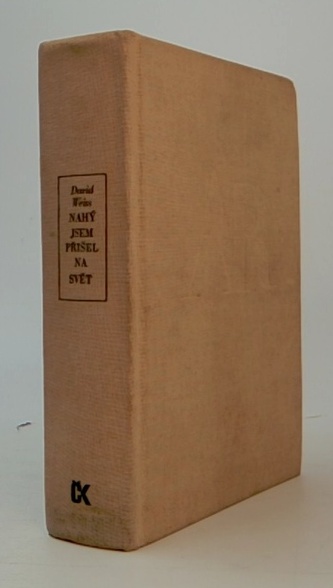 David
Weiss
NAHÝ
JSEM
PŘIŠEL
NA
SVĚT
ČK